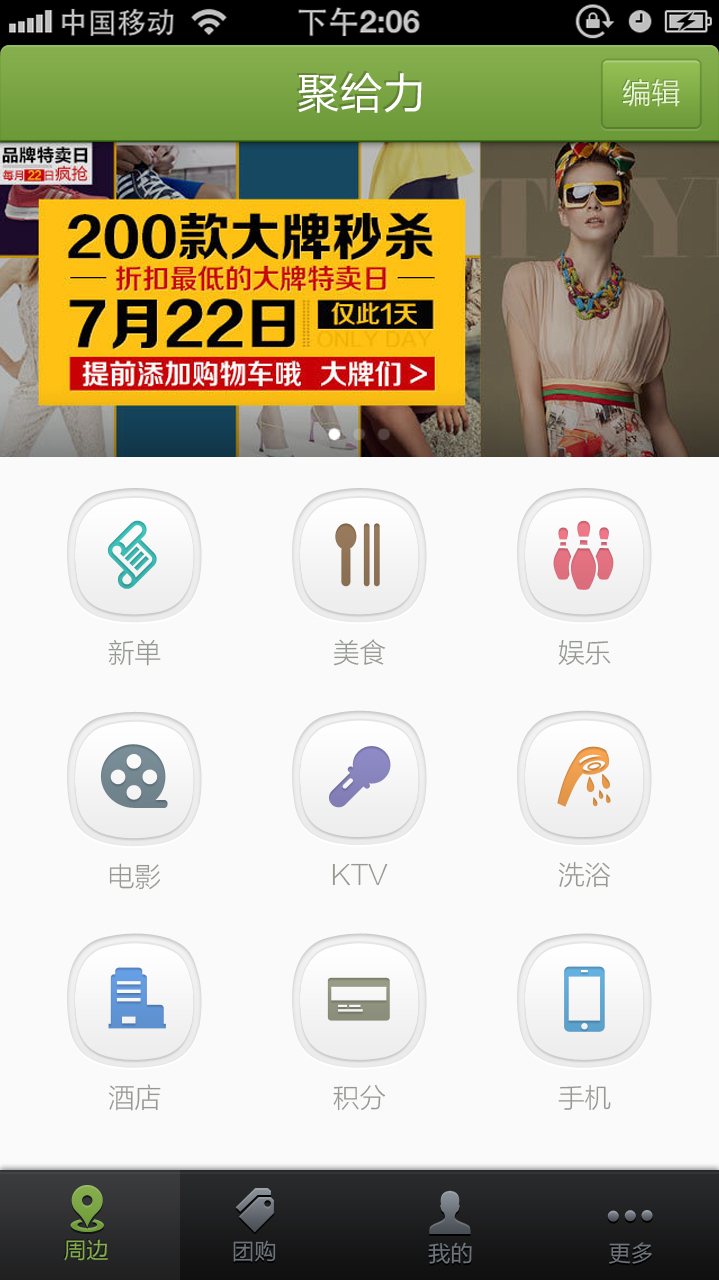 中国移动 下午2:06
聚给力 编辑
品牌特卖日
每月22日疯抢
200款大牌秒杀
折扣最低的大牌特卖日
7月22日 仅此1天
ONLY DAY
提前添加购物车哦 大牌们 >
新单 美食 娱乐
电影 KTV 洗浴
酒店 积分 手机
周边 团购 我的 更多